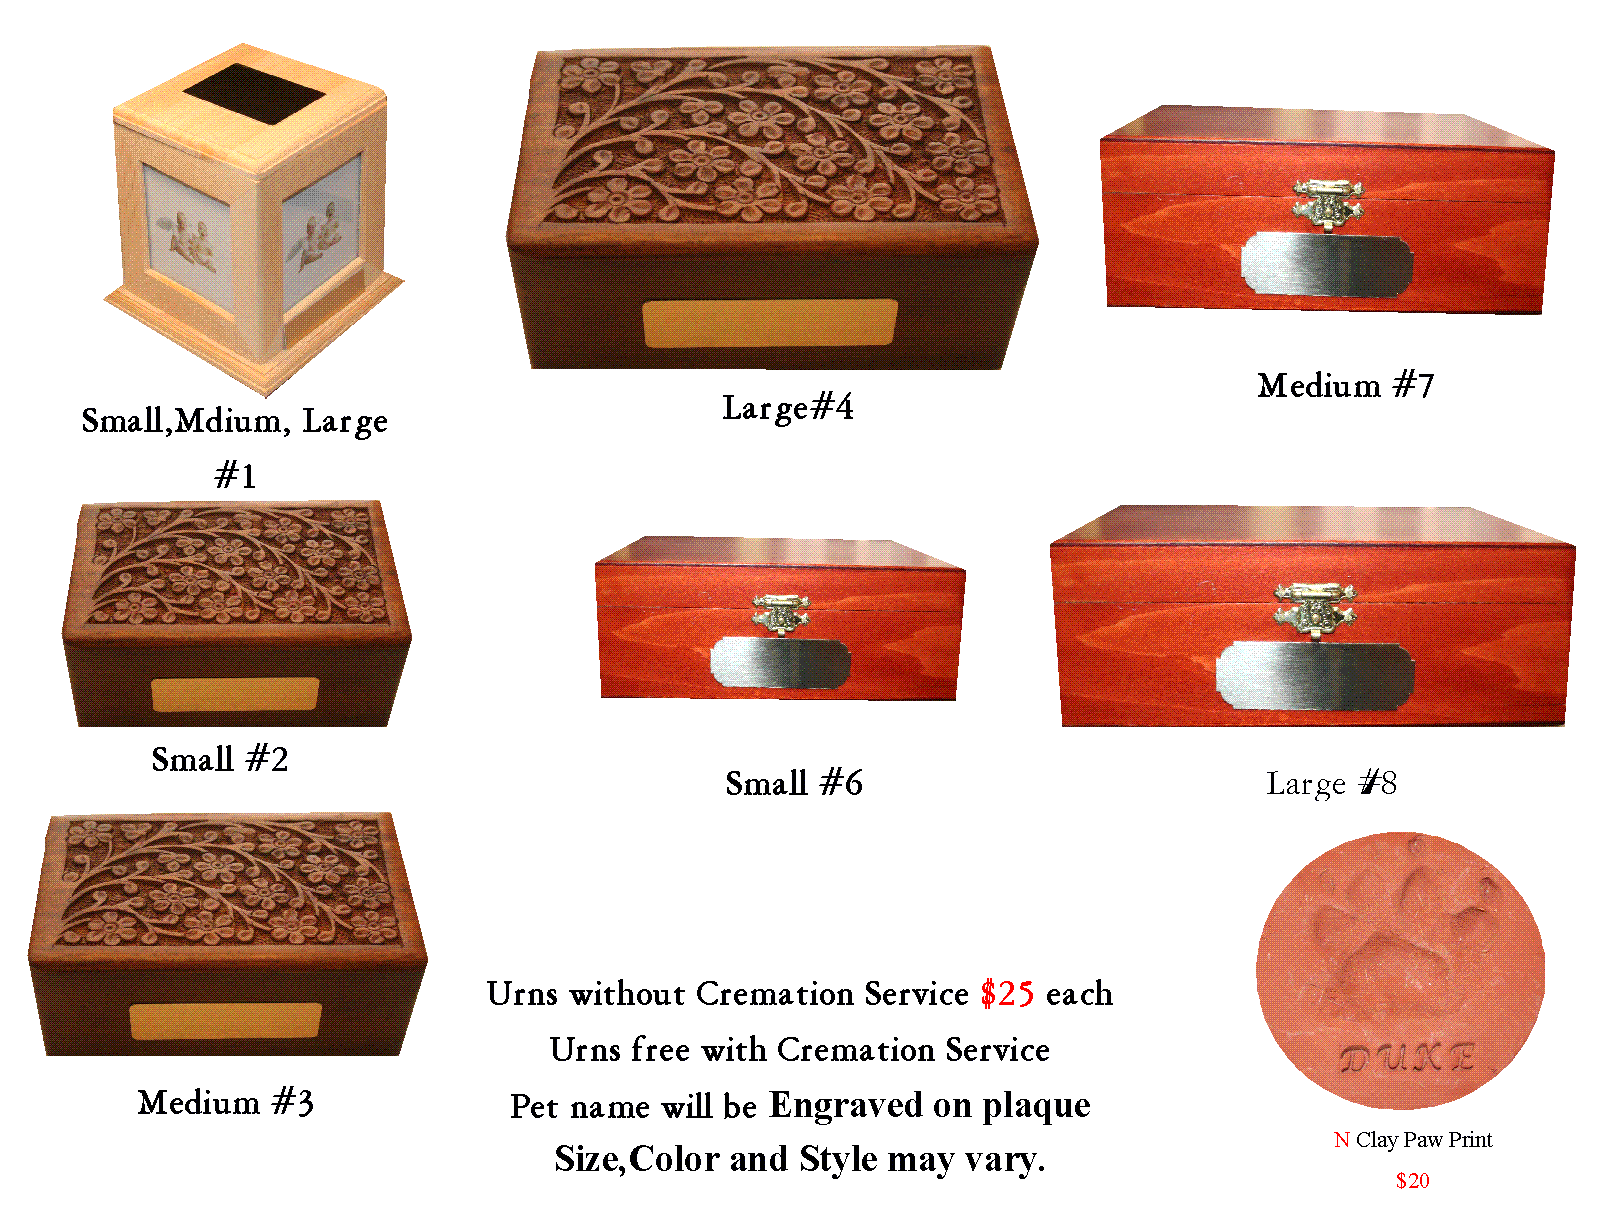 Small,Mdium, Large
#1
Large#4
Medium #7
Small #2
Small #6
Large #8
Medium #3
Urns without Cremation Service $25 each
Urns free with Cremation Service
Pet name will be Engraved on plaque
Size,Color and Style may vary.
DUKE
N Clay Paw Print
$20